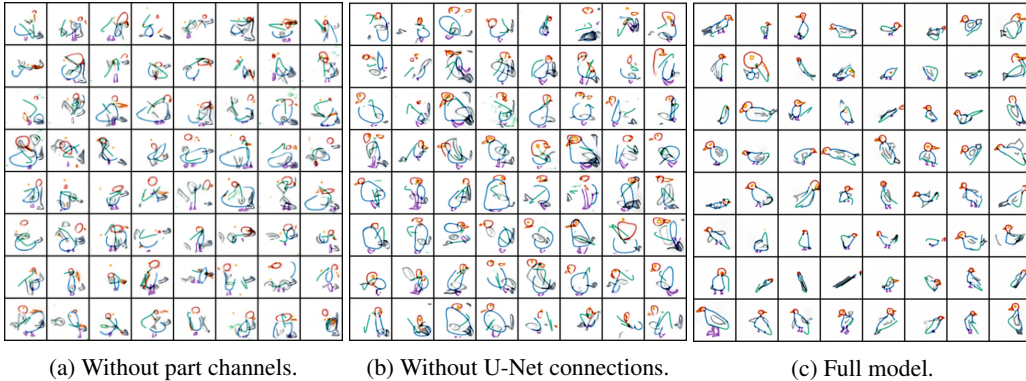 (a) Without part channels.
(b) Without U-Net connections.
(c) Full model.